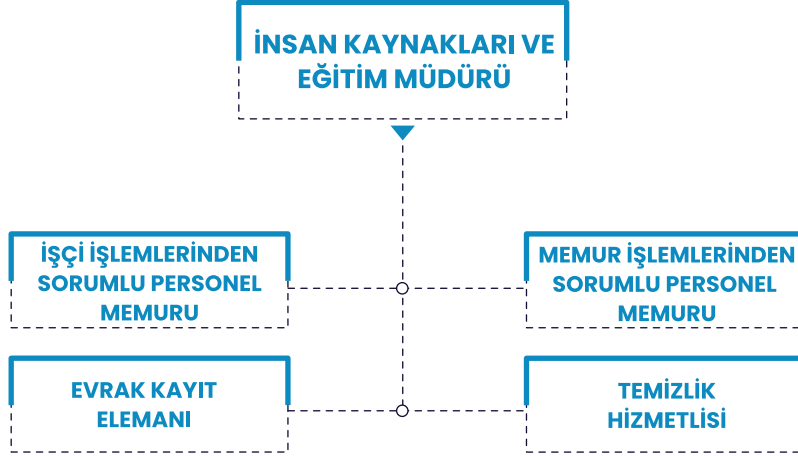 İNSAN KAYNAKLARI VE
EĞİTİM MÜDÜRÜ
İŞÇİ İŞLEMLERİNDEN
SORUMLU PERSONEL
MEMURU
MEMUR İŞLEMLERİNDEN
SORUMLU PERSONEL
MEMURU
EVRAK KAYIT
ELEMANI
TEMİZLİK
HİZMETLİSİ